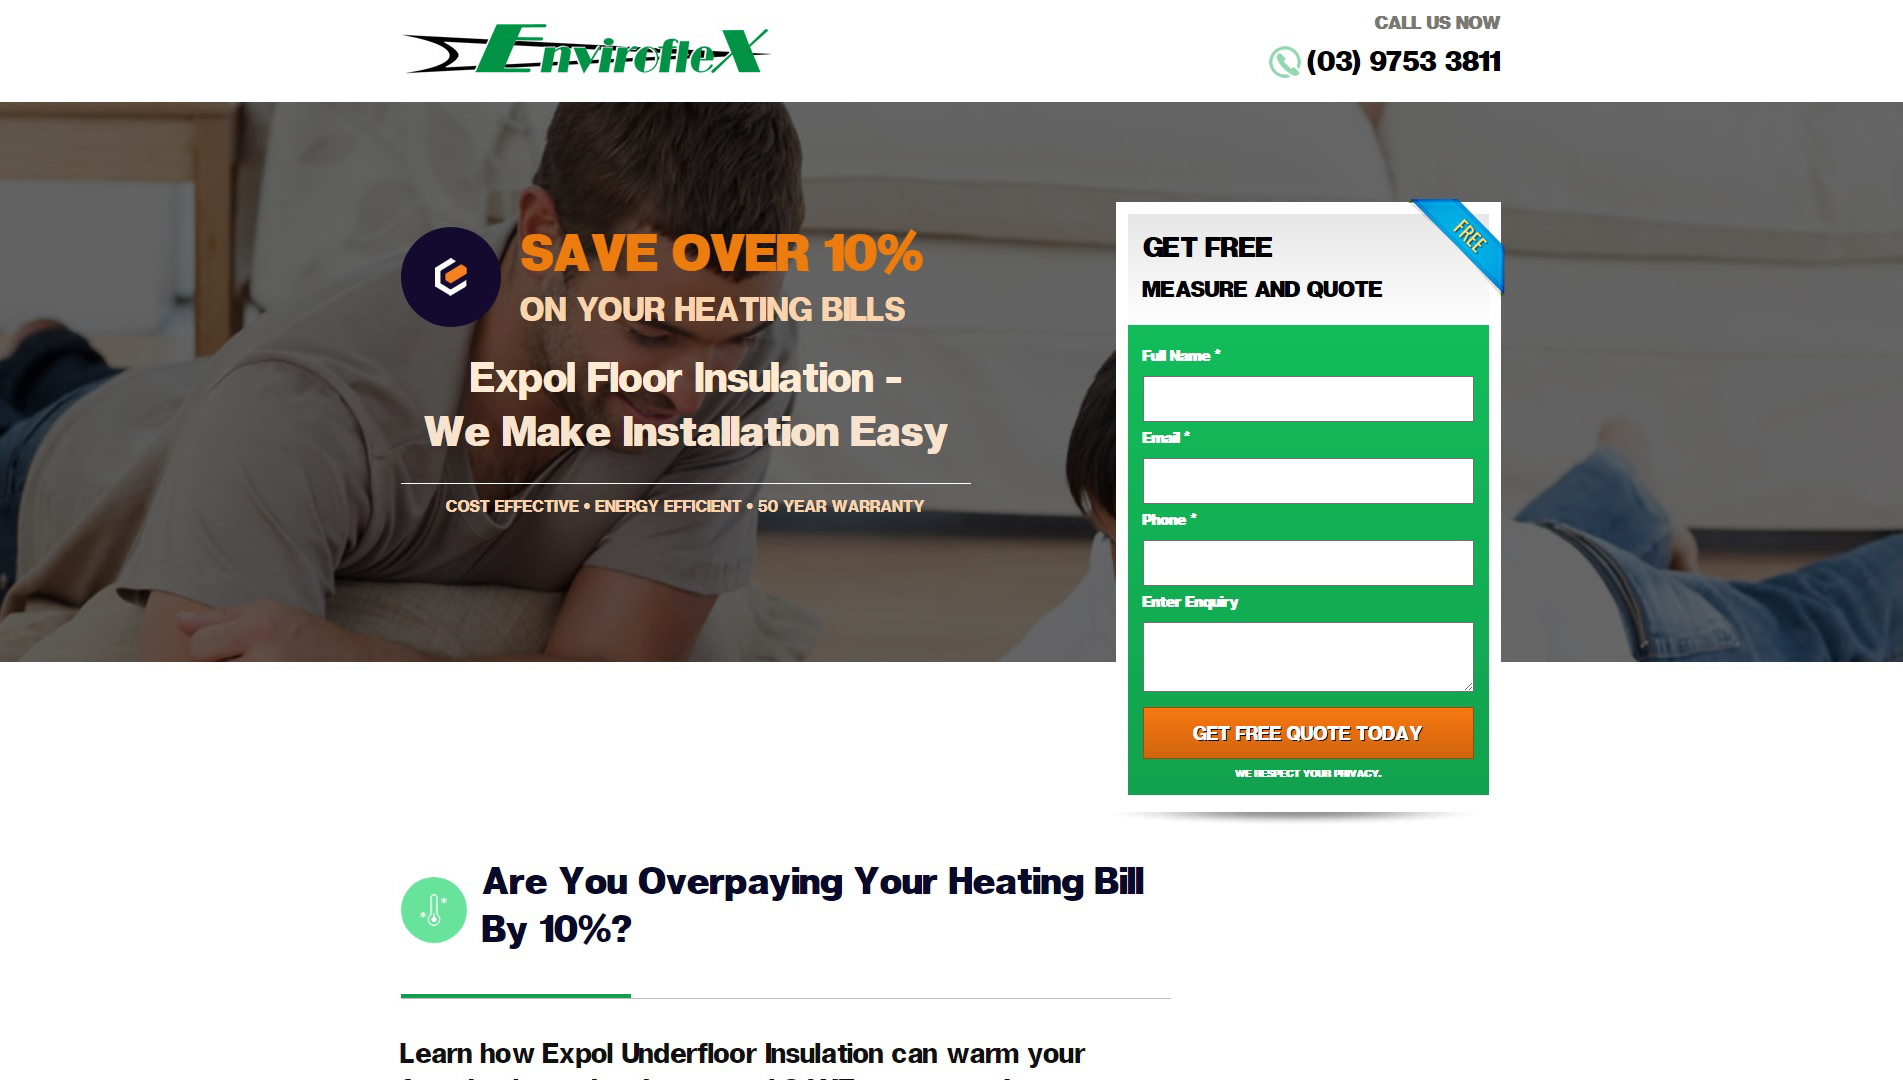 Enviroflex
CALL US NOW
(03) 9753 3811
SAVE OVER 10%
ON YOUR HEATING BILLS
Expol Floor Insulation -
We Make Installation Easy
COST EFFECTIVE • ENERGY EFFICIENT • 50 YEAR WARRANTY
FREE
GET FREE
MEASURE AND QUOTE
Full Name *
Email *
Phone *
Enter Enquiry
GET FREE QUOTE TODAY
WE RESPECT YOUR PRIVACY.
Are You Overpaying Your Heating Bill
By 10%?
Learn how Expol Underfloor Insulation can warm your